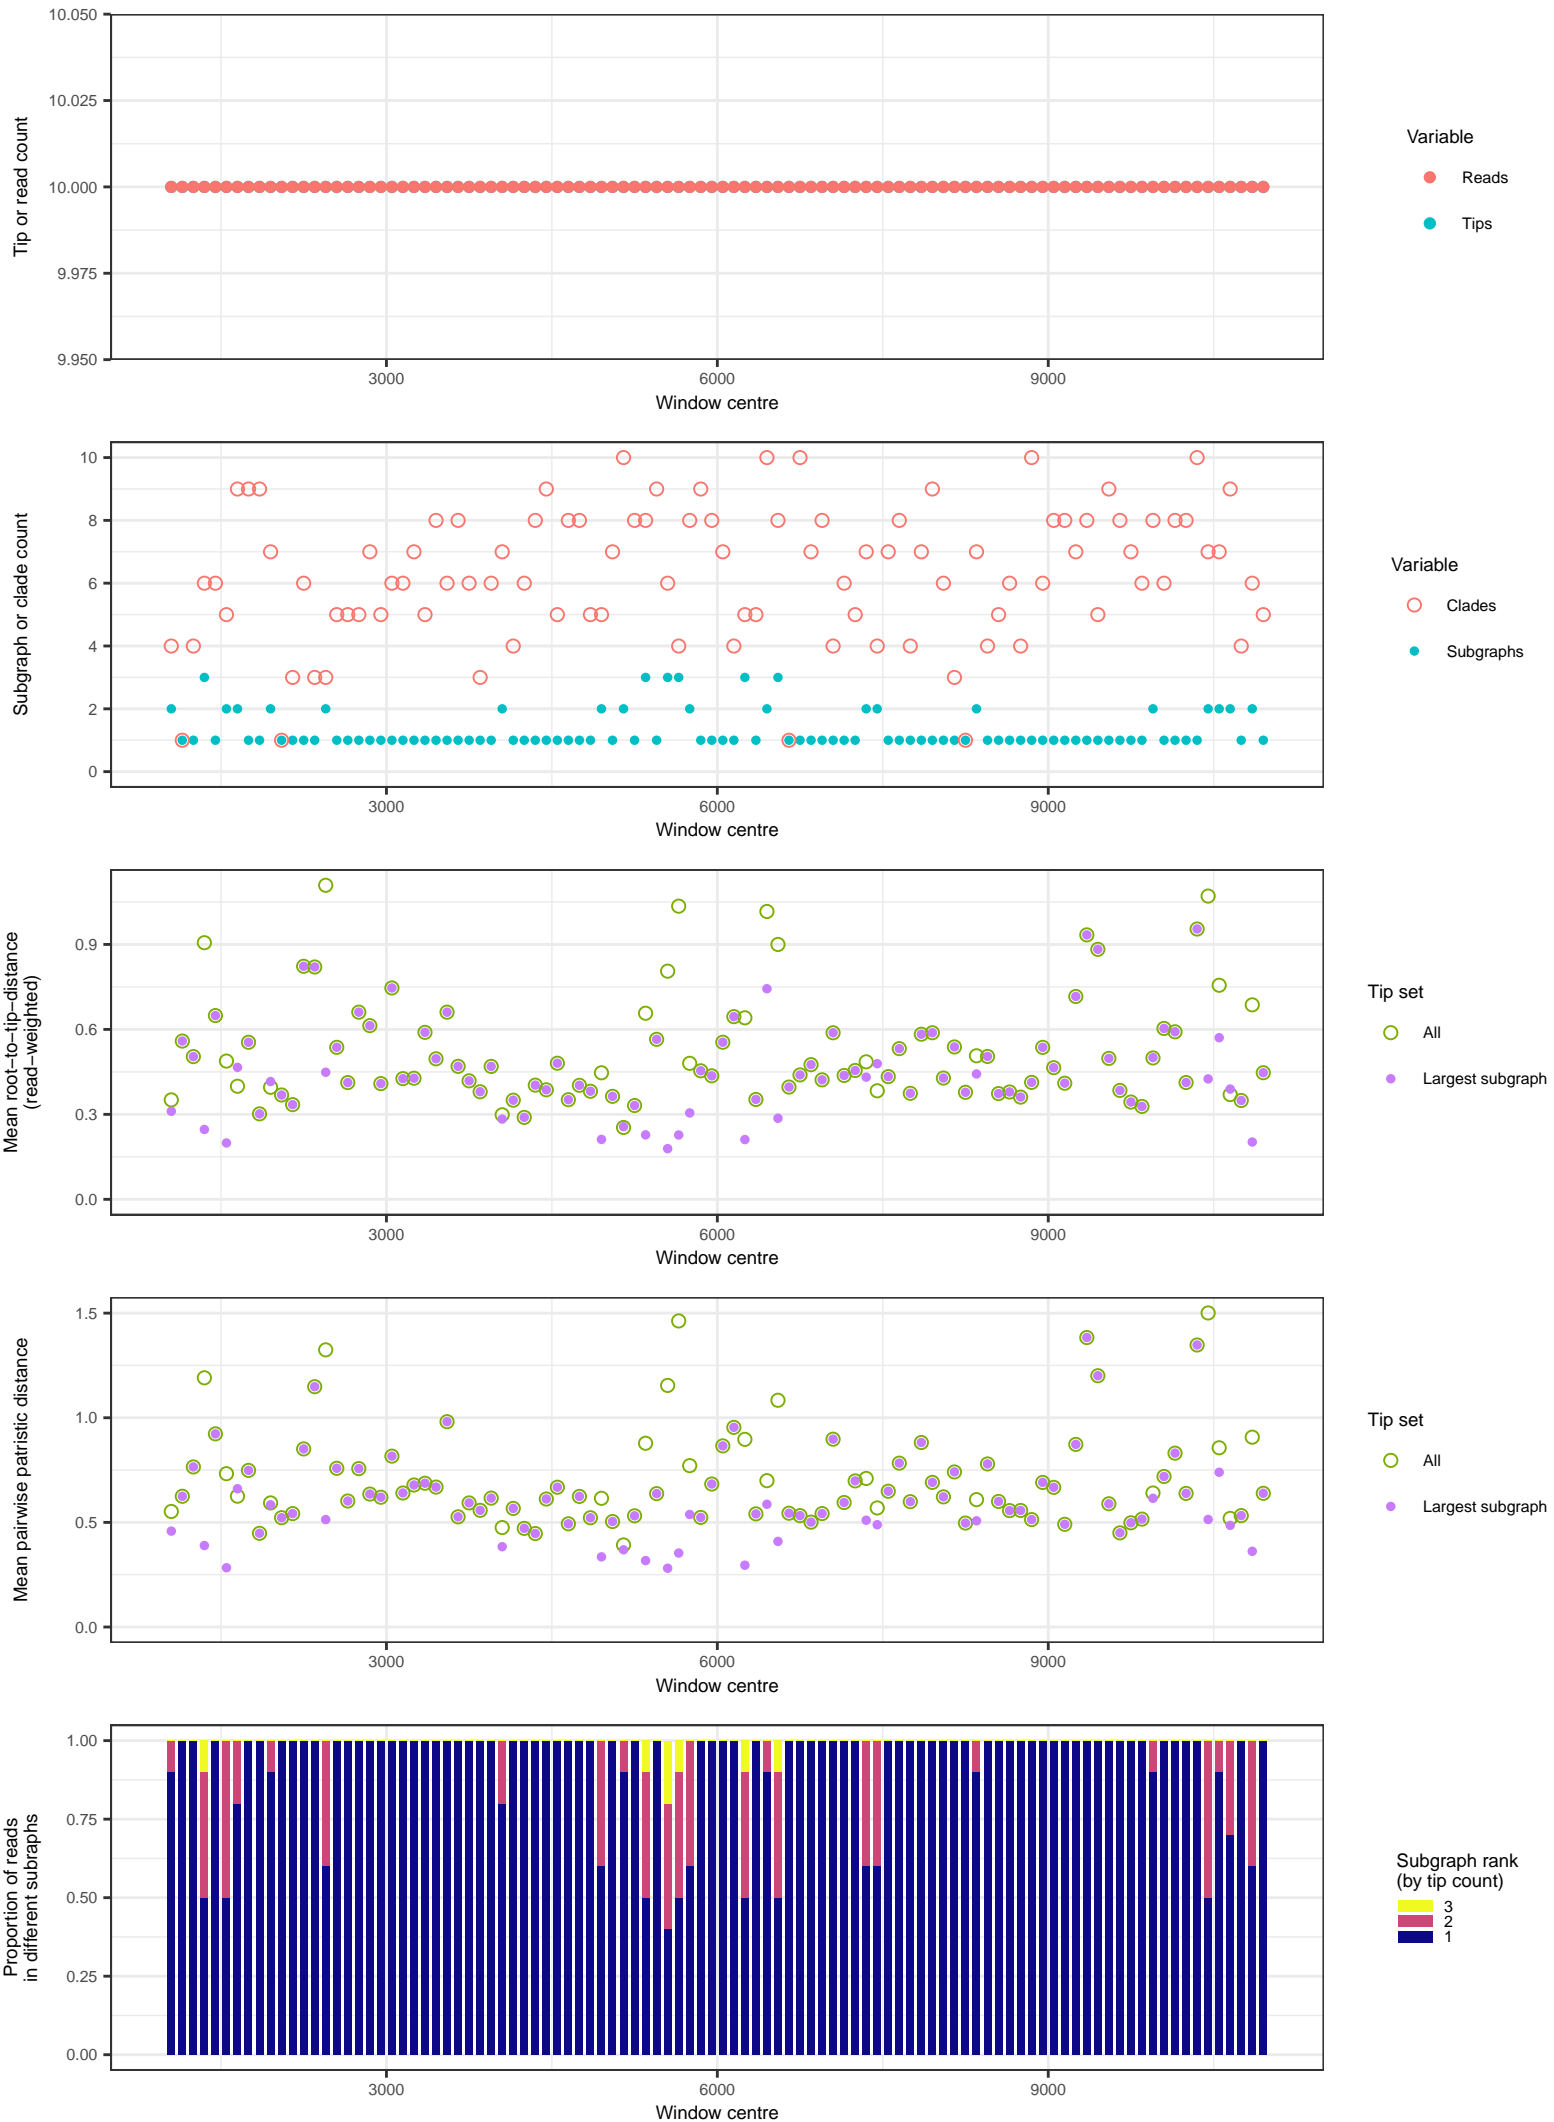 10.050
10.025
10.000
9.975
9.950
Tip or read count
3000 6000 9000
Window centre
Variable
Reads
Tips
10
8
6
4
2
0
Subgraph or clade count
3000 6000 9000
Window centre
Variable
Clades
Subgraphs
0.9
0.6
0.3
0.0
Mean root−to−tip−distance
(read−weighted)
3000 6000 9000
Window centre
Tip set
All
Largest subgraph
1.5
1.0
0.5
0.0
Mean pairwise patristic distance
3000 6000 9000
Window centre
Tip set
All
Largest subgraph
1.00
0.75
0.50
0.25
0.00
Proportion of reads
in different subraphs
3000 6000 9000
Window centre
Subgraph rank
(by tip count)
3
2
1